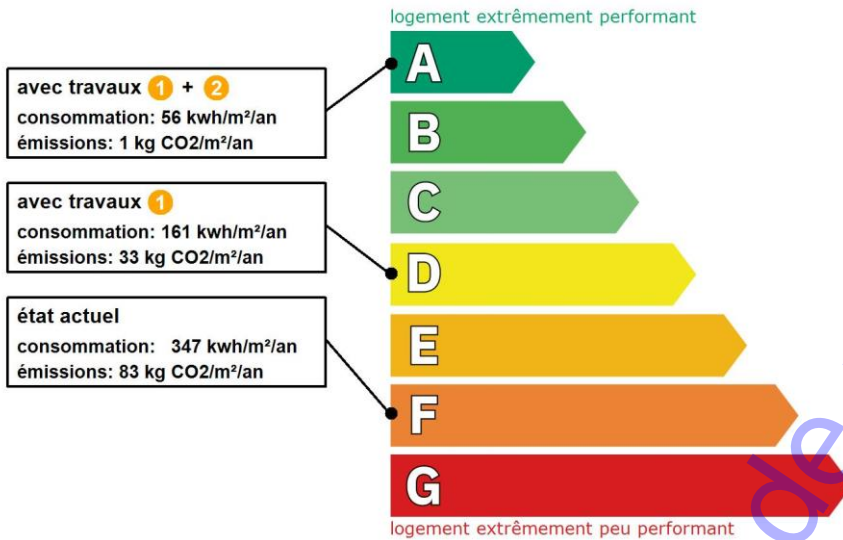 logement extrêmement performant
A
avec travaux 1 + 2
consommation: 56 kwh/m²/an
émissions: 1 kg CO2/m²/an
B
C
avec travaux 1
consommation: 161 kwh/m²/an
émissions: 33 kg CO2/m²/an
D
état actuel
consommation: 347 kwh/m²/an
émissions: 83 kg CO2/m²/an
E
F
G
de
logement extrêmement peu performant